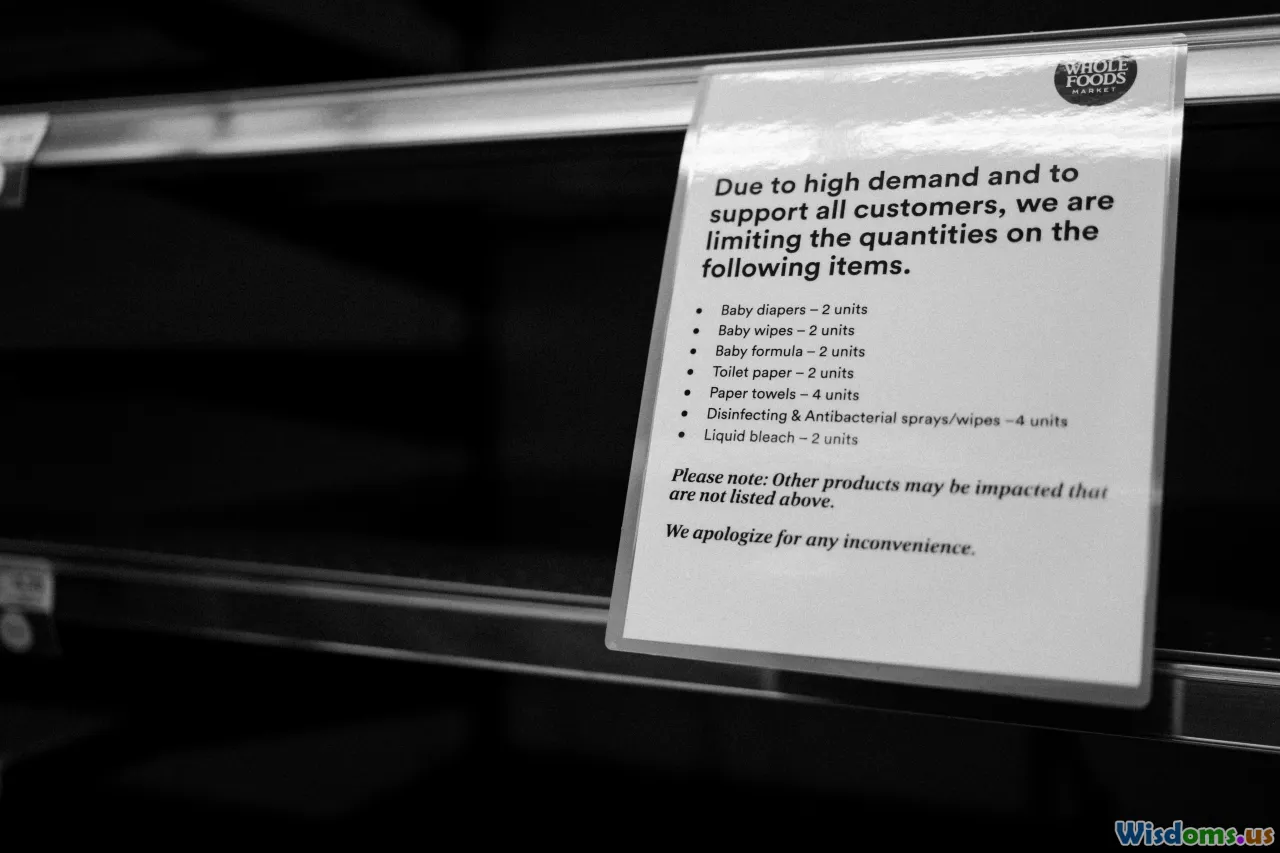 WHOLE
FOODS
MARKET
Due to high demand and to
support all customers, we are
limiting the quantities on the
following items.
• Baby diapers – 2 units
• Baby wipes – 2 units
• Baby formula – 2 units
• Toilet paper – 2 units
• Paper towels – 4 units
• Disinfecting & Antibacterial sprays/wipes –4 units
• Liquid bleach – 2 units
Please note: Other products may be impacted that
are not listed above.
We apologize for any inconvenience.
Wisdoms.us